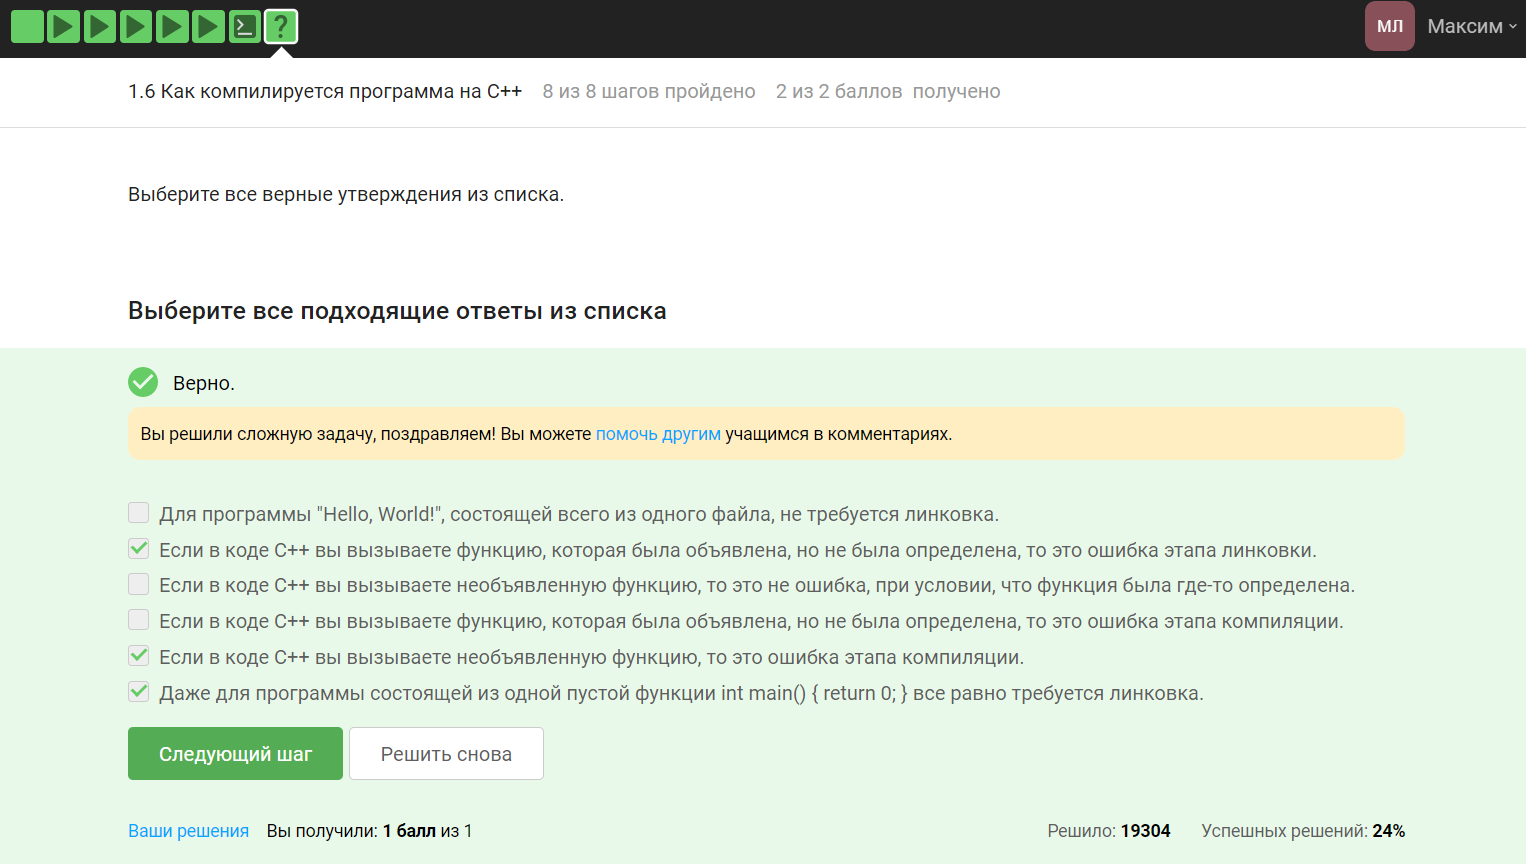 МЛ Максим
1.6 Как компилируется программа на C++ 8 из 8 шагов пройдено 2 из 2 баллов получено
Выберите все верные утверждения из списка.
Выберите все подходящие ответы из списка
Верно.
Вы решили сложную задачу, поздравляем! Вы можете помочь другим учащимся в комментариях.
Для программы "Hello, World!", состоящей всего из одного файла, не требуется линковка.
Если в коде C++ вы вызываете функцию, которая была объявлена, но не была определена, то это ошибка этапа линковки.
Если в коде C++ вы вызываете необъявленную функцию, то это не ошибка, при условии, что функция была где-то определена.
Если в коде C++ вы вызываете функцию, которая была объявлена, но не была определена, то это ошибка этапа компиляции.
Если в коде C++ вы вызываете необъявленную функцию, то это ошибка этапа компиляции.
Даже для программы состоящей из одной пустой функции int main() { return 0; } все равно требуется линковка.
Следующий шаг Решить снова
Ваши решения Вы получили: 1 балл из 1 Решило: 19304 Успешных решений: 24%